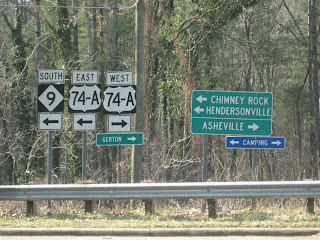 SOUTH
9
EAST
74-A
WEST
74-A
GERTON
CHIMNEY ROCK
HENDERSONVILLE
ASHEVILLE
CAMPING